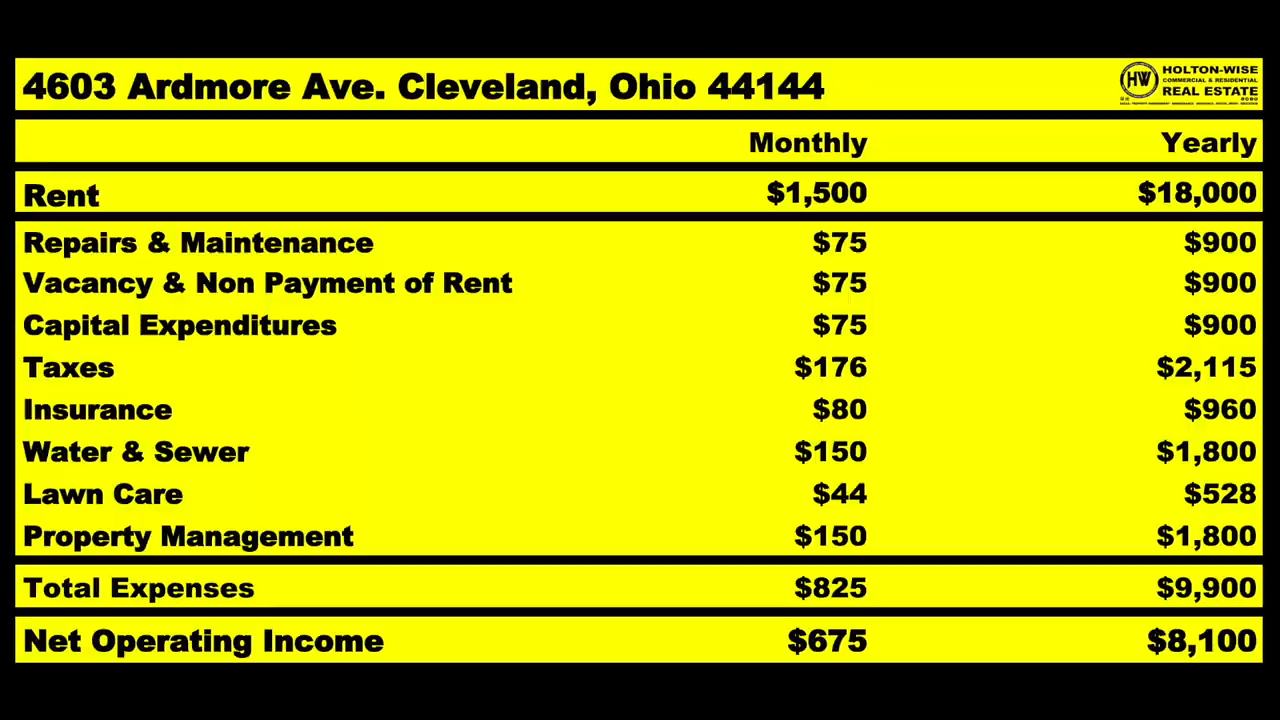 4603 Ardmore Ave. Cleveland, Ohio 44144
HOLTON-WISE
COMMERCIAL & RESIDENTIAL
REAL ESTATE
HW
Monthly Yearly
Rent $1,500 $18,000
Repairs & Maintenance $75 $900
Vacancy & Non Payment of Rent $75 $900
Capital Expenditures $75 $900
Taxes $176 $2,115
Insurance $80 $960
Water & Sewer $150 $1,800
Lawn Care $44 $528
Property Management $150 $1,800
Total Expenses $825 $9,900
Net Operating Income $675 $8,100